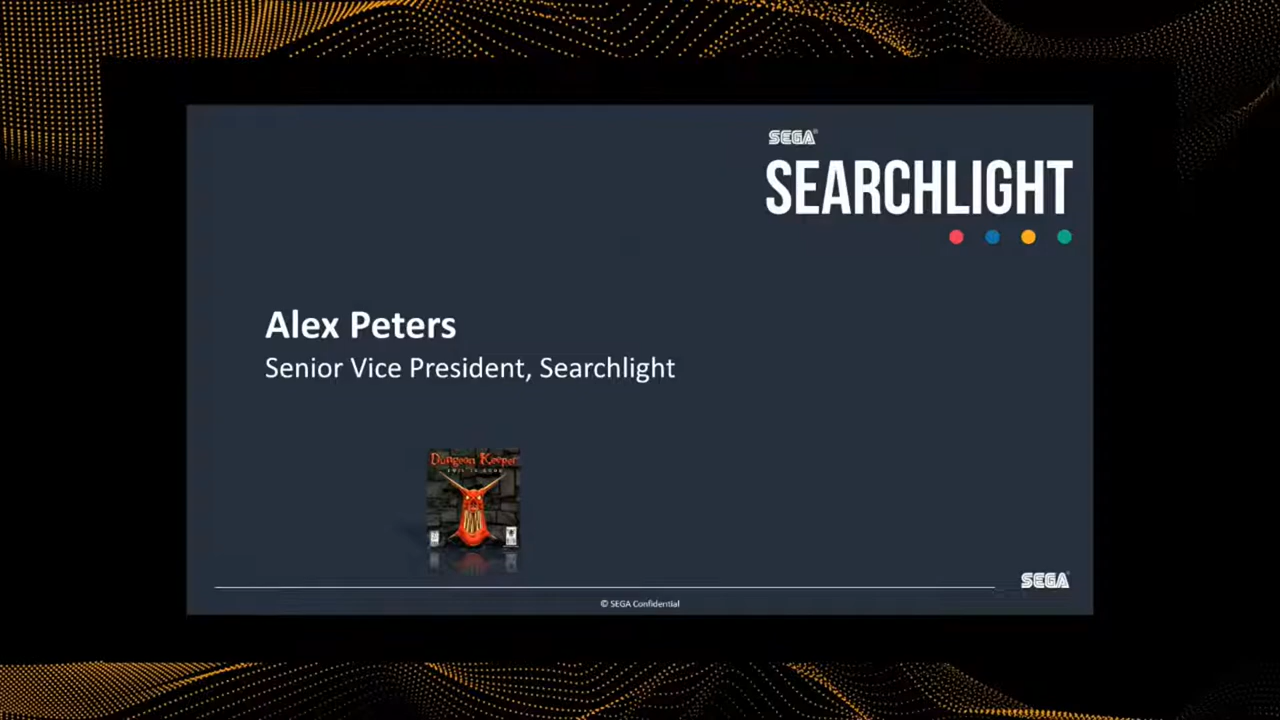 SEGA
SEARCHLIGHT
Alex Peters
Senior Vice President, Searchlight
Dungeon Keeper
SEGA
© SEGA Confidential